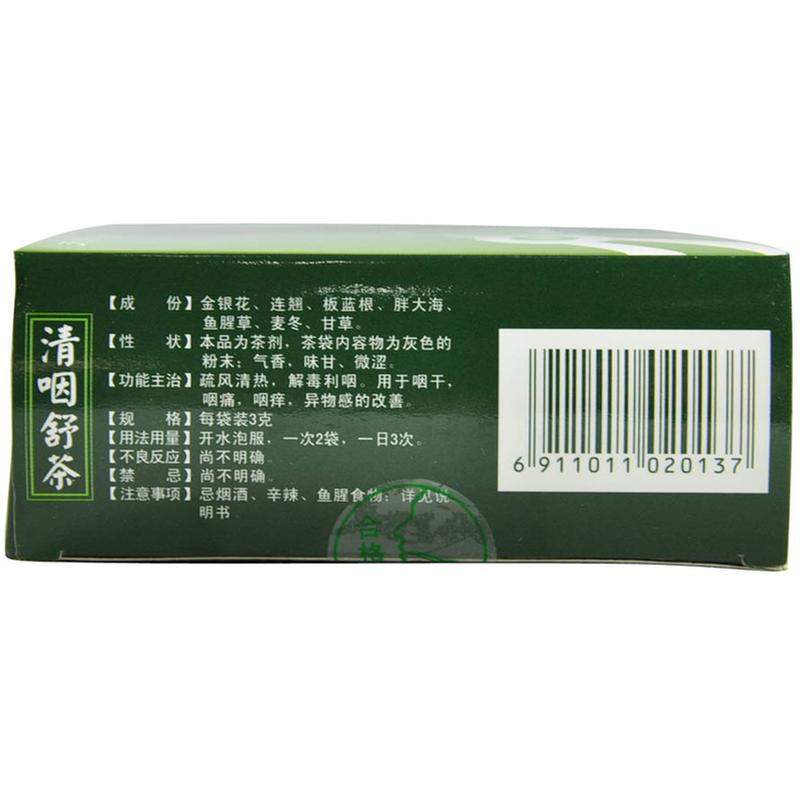 清咽舒茶
【成 份】金银花、连翘、板蓝根、胖大海、
鱼腥草、麦冬、甘草。
【性 状】本品为茶剂，茶袋内容物为灰色的
粉末；气香，味甘、微涩。
【功能主治】疏风清热，解毒利咽。用于咽干，
咽痛，咽痒，异物感的改善。
【规 格】每袋装3克
【用法用量】开水泡服，一次2袋，一日3次。
【不良反应】尚不明确。
【禁 忌】尚不明确。
【注意事项】忌烟酒、辛辣、鱼腥食物；详见说
明书。
6 911011 020137
合格